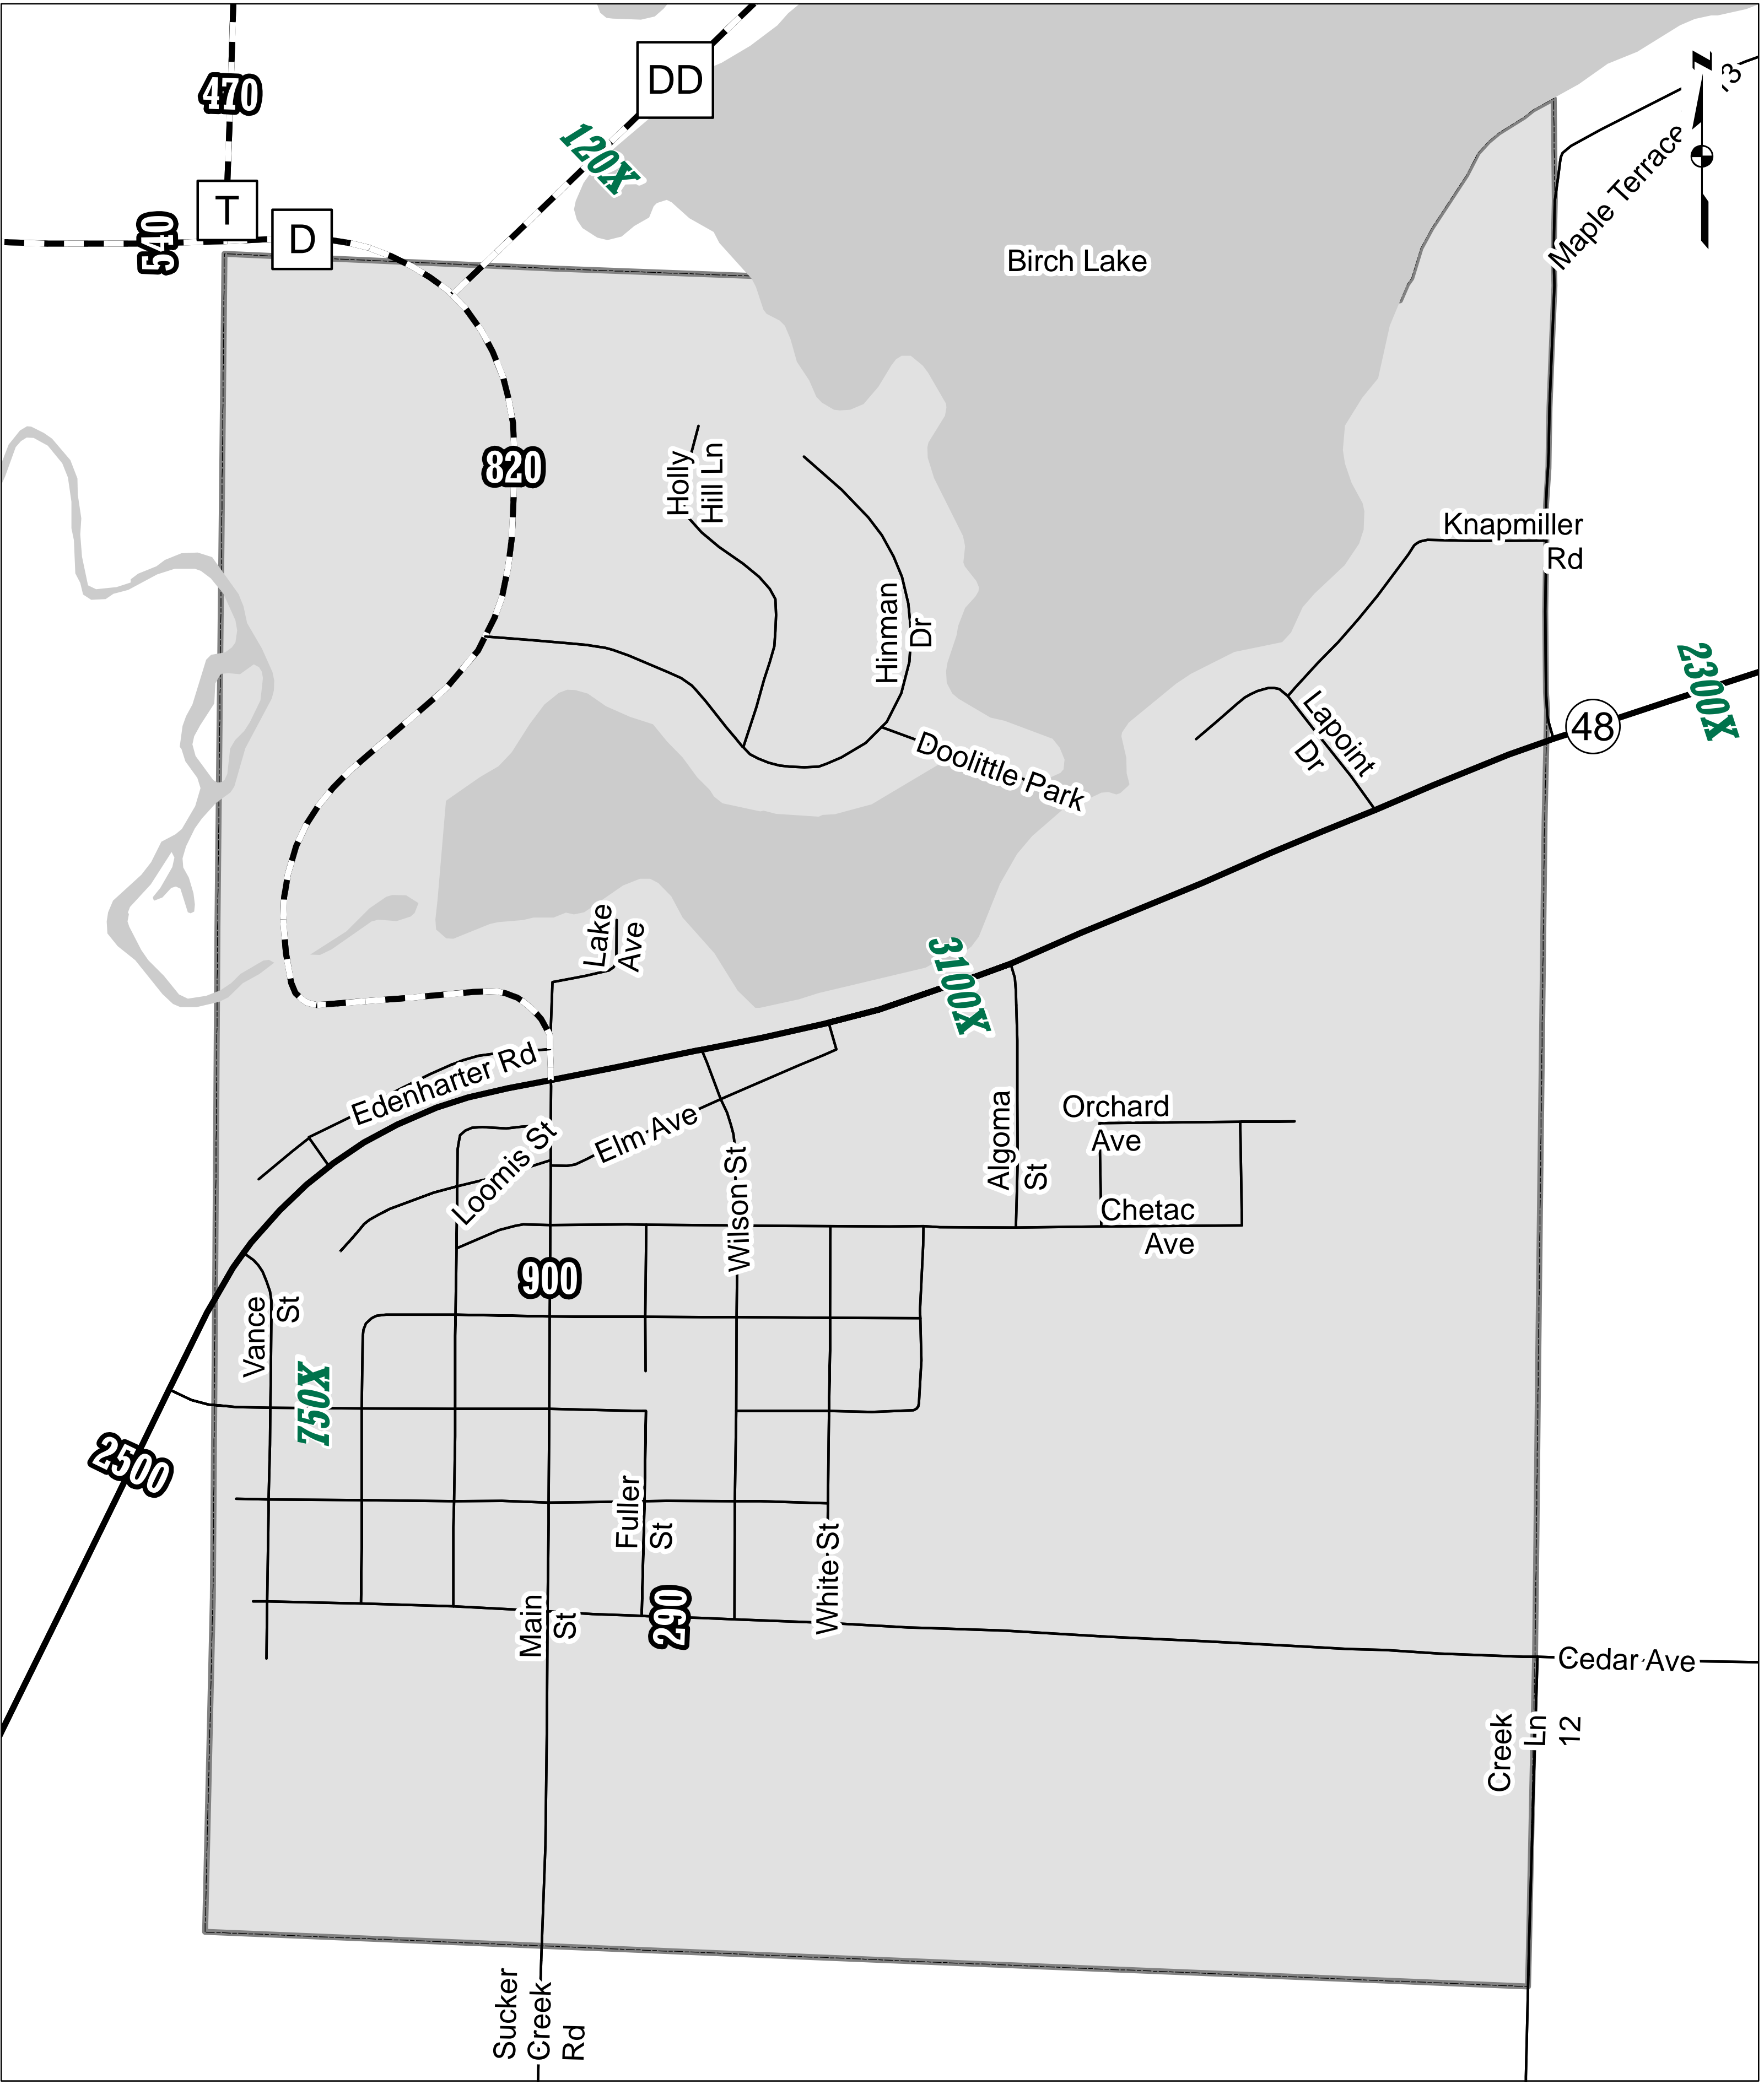 470
DD
120X
T
D
540
N
13
Maple Terrace
Birch Lake
820
Holly
Hill Ln
Hinman
Dr
Knapmiller
Rd
2300X
48
Lapoint
Dr
Doolittle Park
Lake
Ave
3100X
Edenharter Rd
Loomis St
Elm Ave
Wilson St
Algoma
St
Orchard
Ave
Chetac
Ave
900
Vance
St
750X
2500
Fuller
St
White St
290
Main
St
Cedar Ave
Creek
Ln
12
Sucker
Creek
Rd